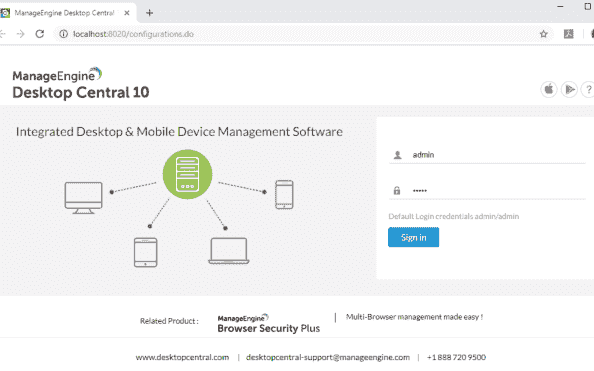 ManageEngine Desktop Central
localhost:8020/configurations.do
ManageEngine
Desktop Central 10
?
Integrated Desktop & Mobile Device Management Software
admin
•••••
Default Login credentials admin/admin
Sign in
Related Product :
ManageEngine
Browser Security Plus
| Multi-Browser management made easy !
www.desktopcentral.com | desktopcentral-support@manageengine.com | +1 888 720 9500